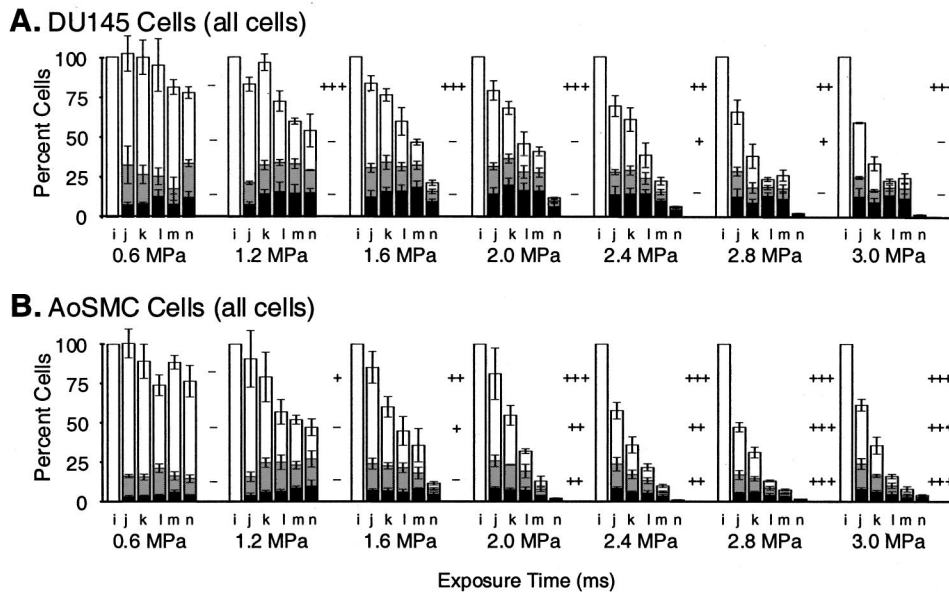 A. DU145 Cells (all cells)
Percent Cells
100
75
50
25
0
– +++ +++ +++ ++ ++ ++
– – – – + + –
– –
i j k l m n i j k l m n i j k l m n i j k l m n i j k l m n i j k l m n i j k l m n
0.6 MPa 1.2 MPa 1.6 MPa 2.0 MPa 2.4 MPa 2.8 MPa 3.0 MPa
B. AoSMC Cells (all cells)
Percent Cells
100
75
50
25
0
– + ++ +++ +++ +++ +++
– – + ++ ++ +++ +++
– – – ++ ++ +++ +++
i j k l m n i j k l m n i j k l m n i j k l m n i j k l m n i j k l m n i j k l m n
0.6 MPa 1.2 MPa 1.6 MPa 2.0 MPa 2.4 MPa 2.8 MPa 3.0 MPa
Exposure Time (ms)